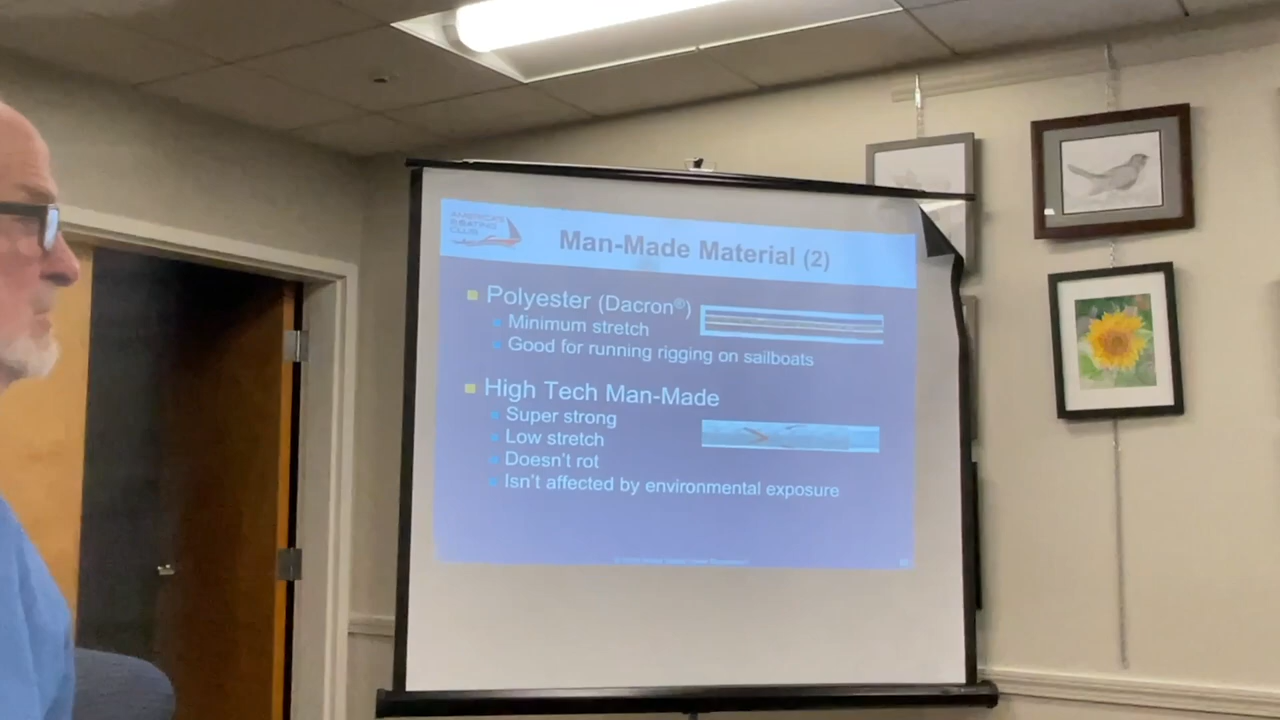 AMERICA'S
BOATING
CLUB
Man-Made Material (2)
Polyester (Dacron®)
Minimum stretch
Good for running rigging on sailboats
High Tech Man-Made
Super strong
Low stretch
Doesn't rot
Isn't affected by environmental exposure